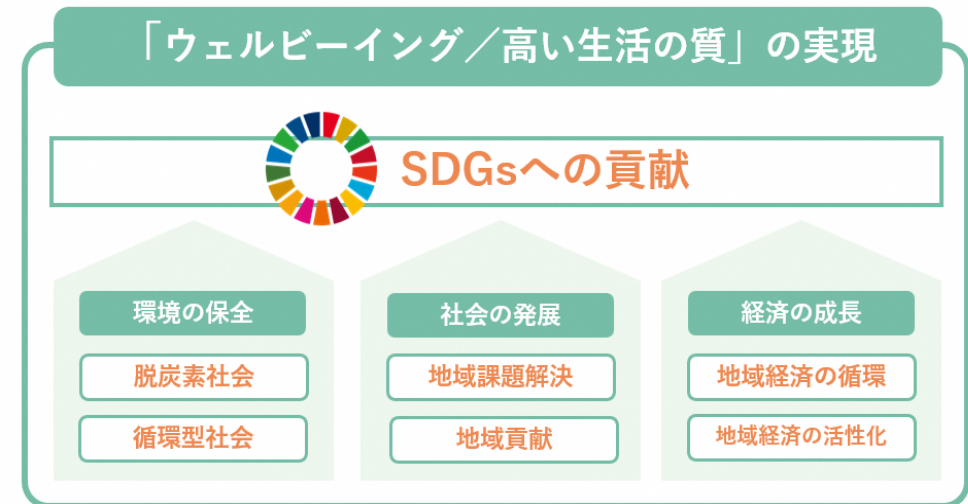 「ウェルビーイング／高い生活の質」の実現
SDGsへの貢献
環境の保全
脱炭素社会
循環型社会
社会の発展
地域課題解決
地域貢献
経済の成長
地域経済の循環
地域経済の活性化